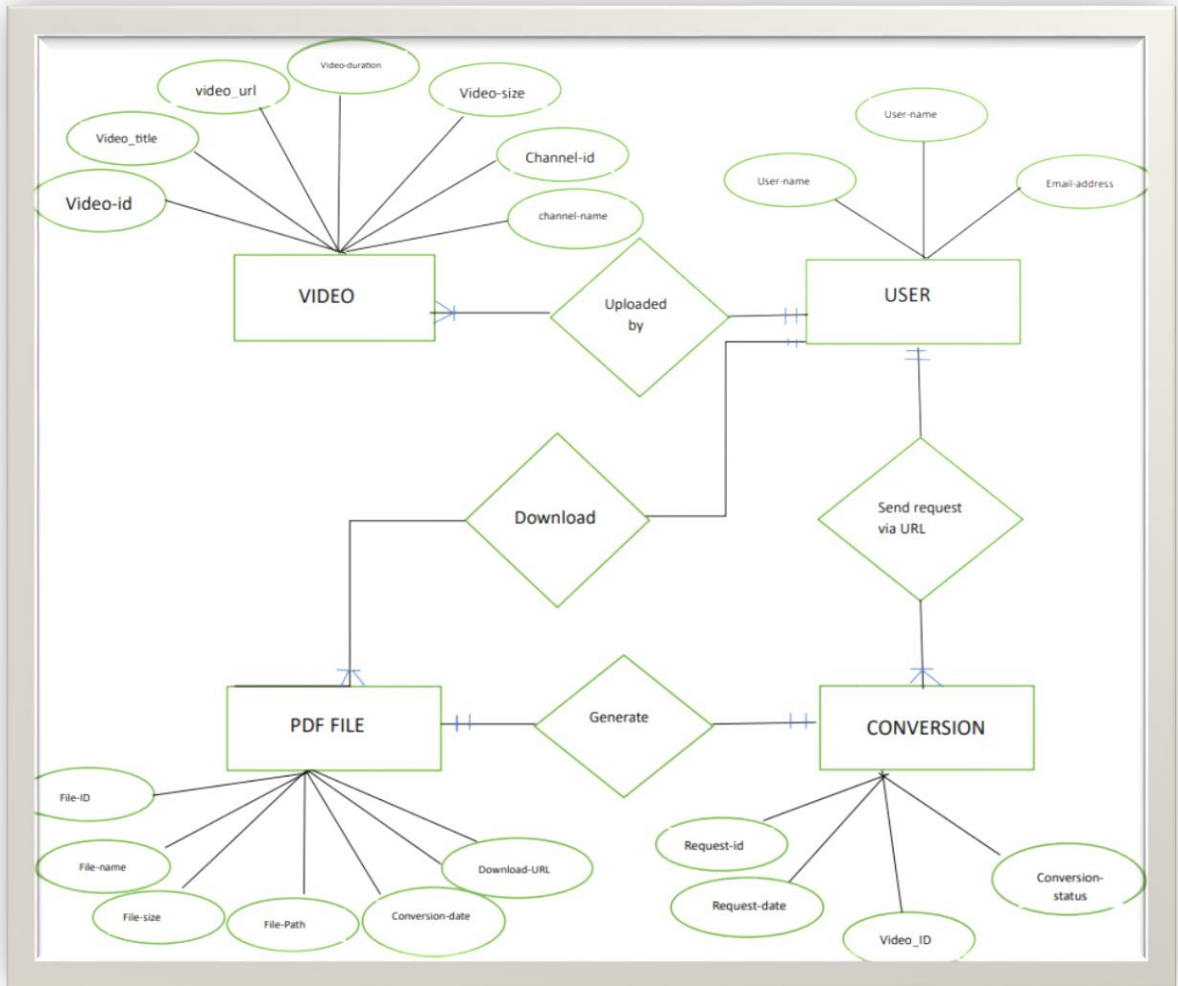 Video-duration
video_url
Video-size
Video_title
Channel-id
Video-id
channel-name
User-name
User-name
Email-address
VIDEO
USER
Uploaded
by
Download
Send request
via URL
PDF FILE
Generate
CONVERSION
File-ID
File-name
File-size
File-Path
Conversion-date
Download-URL
Request-id
Request-date
Video_ID
Conversion-
status